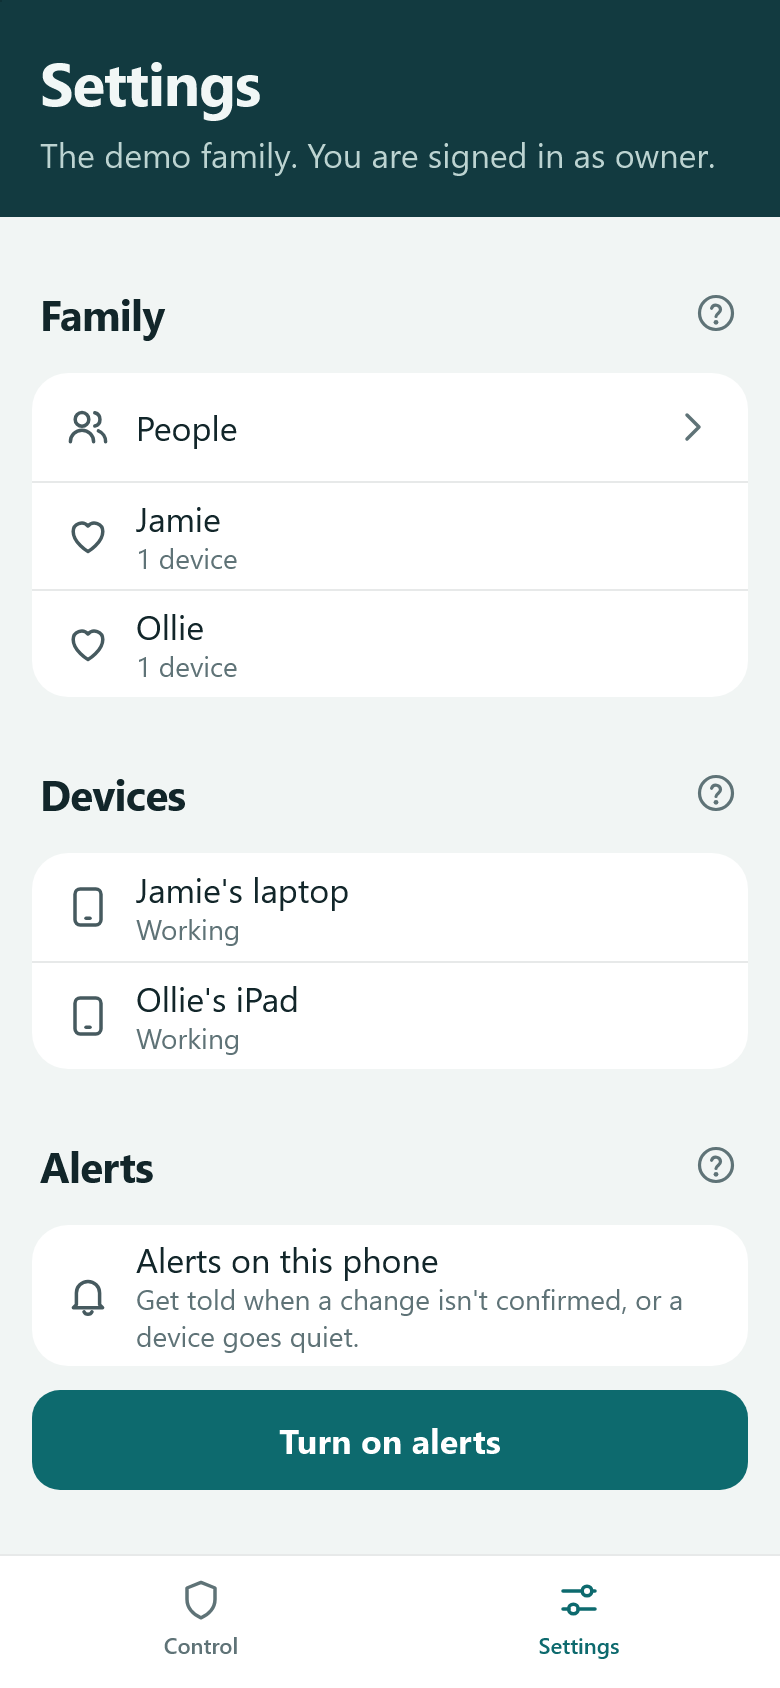 Settings
The demo family. You are signed in as owner.
Family
People
Jamie
1 device
Ollie
1 device
Devices
Jamie's laptop
Working
Ollie's iPad
Working
Alerts
Alerts on this phone
Get told when a change isn't confirmed, or a
device goes quiet.
Turn on alerts
Control
Settings